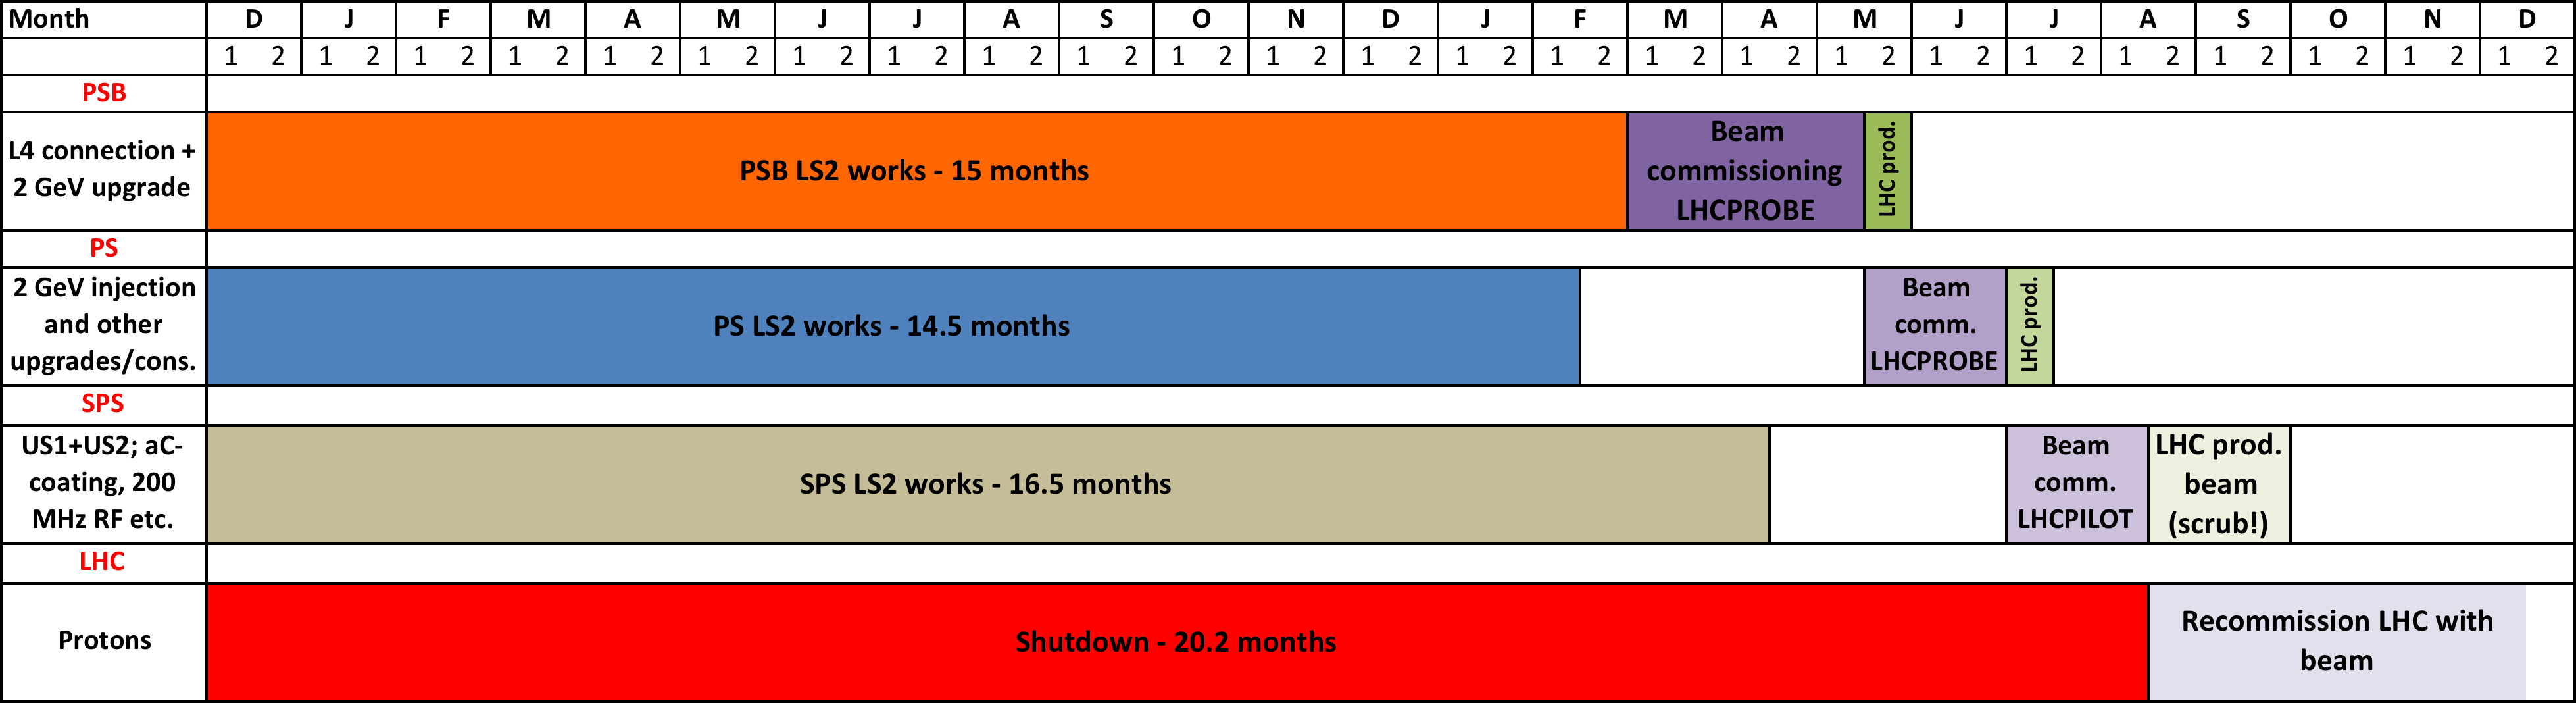 Month D J F M A M J J A S O N D J F M A M J J A S O N D
1 2 1 2 1 2 1 2 1 2 1 2 1 2 1 2 1 2 1 2 1 2 1 2 1 2 1 2 1 2 1 2 1 2 1 2 1 2 1 2 1 2 1 2 1 2 1 2 1 2
PSB
L4 connection +
2 GeV upgrade
PSB LS2 works - 15 months
Beam
commissioning
LHCPROBE
LHC prod.
PS
2 GeV injection
and other
upgrades/cons.
PS LS2 works - 14.5 months
Beam
comm.
LHCPROBE
LHC prod.
SPS
US1+US2; aC-
coating, 200
MHz RF etc.
SPS LS2 works - 16.5 months
Beam
comm.
LHCPILOT
LHC prod.
beam
(scrub!)
LHC
Protons
Shutdown - 20.2 months
Recommission LHC with
beam